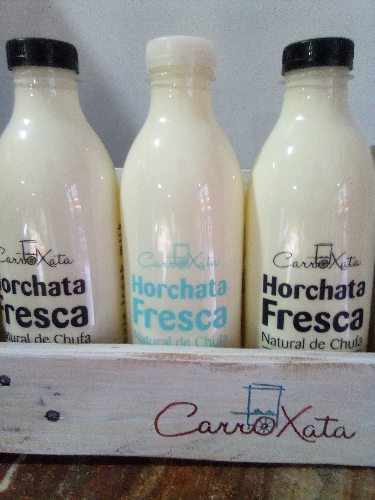 CarroXata
Horchata
Fresca
Natural de Chufa
CarroXata
Horchata
Fresca
Natural de Chufa
CarroXata
Horchata
Fresca
Natural de Chufa
CarroXata